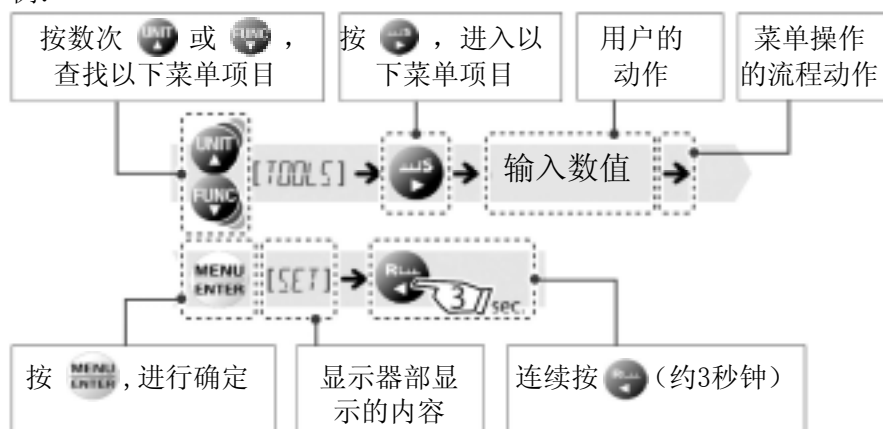 例:
按数次 UNIT 或 FUNC ,
查找以下菜单项目
按 ,进入以
下菜单项目
用户的
动作
菜单操作
的流程动作
UNIT
FUNC
[TOOLS]
输入数值
MENU
ENTER
[SET]
R
3
sec.
按 MENU ENTER ,进行确定
显示器部显
示的内容
连续按 R (约3秒钟)